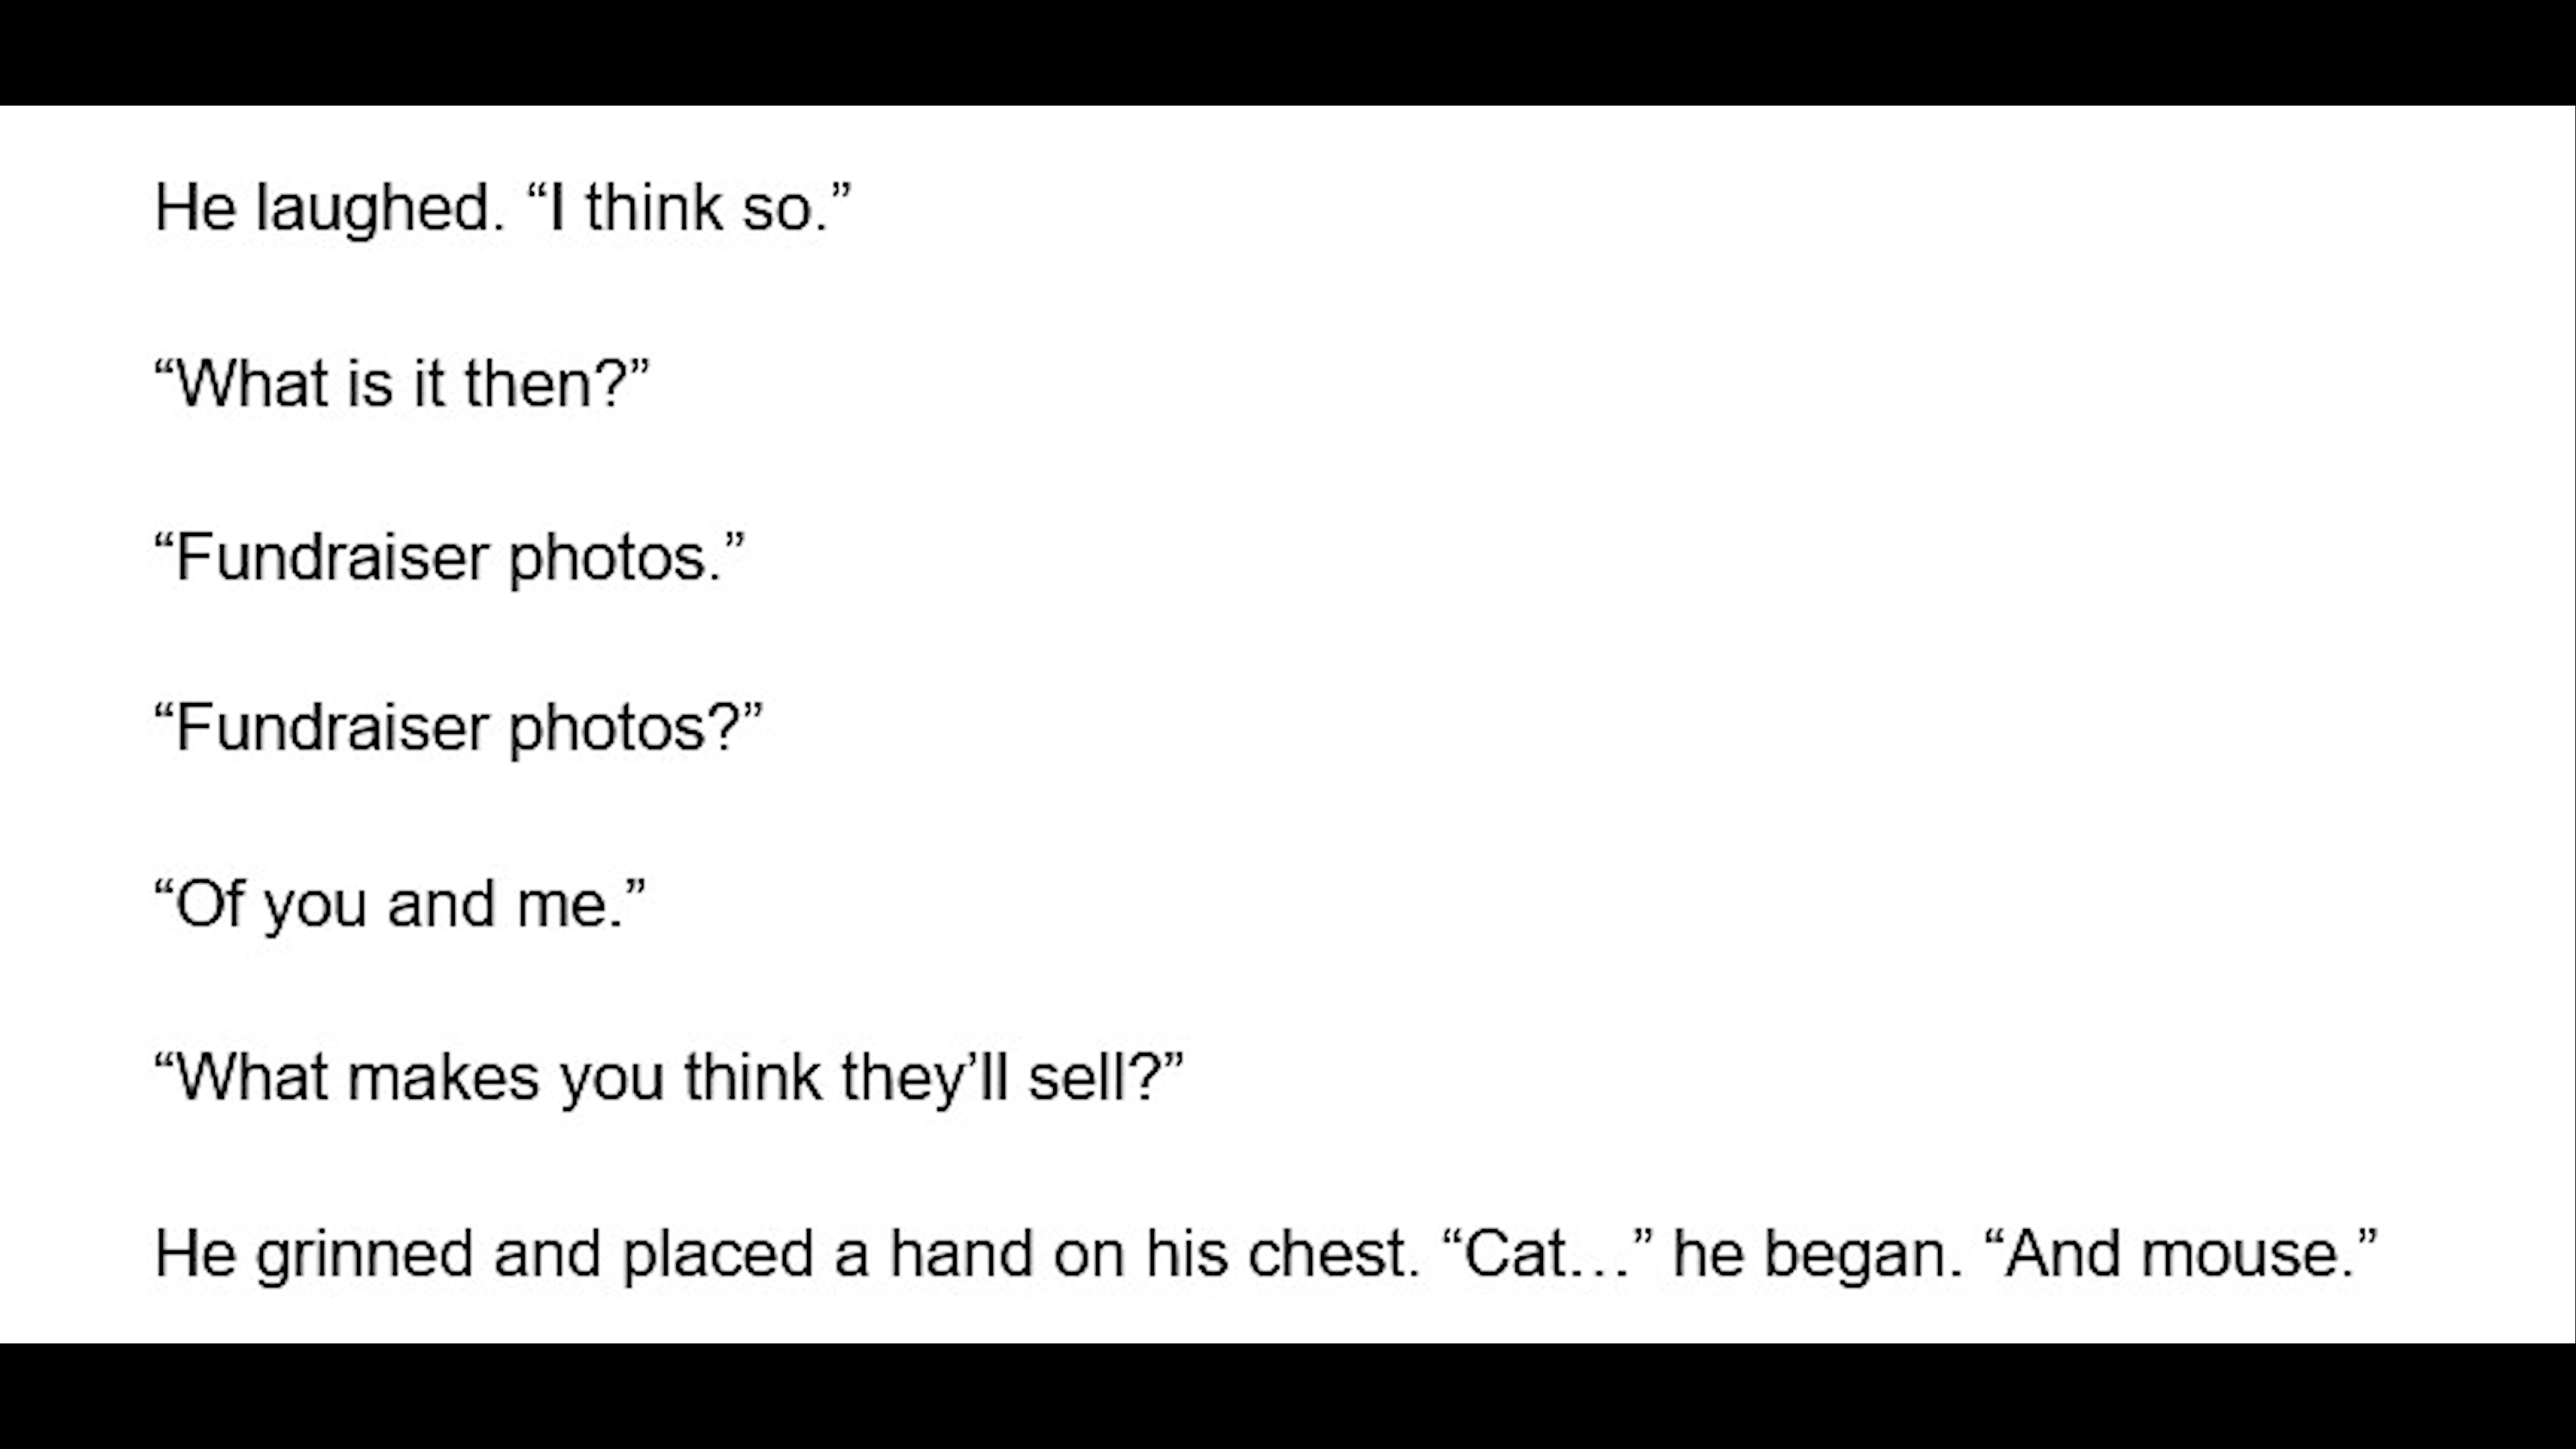 He laughed. “I think so.”
“What is it then?”
“Fundraiser photos.”
“Fundraiser photos?”
“Of you and me.”
“What makes you think they’ll sell?”
He grinned and placed a hand on his chest. “Cat…” he began. “And mouse.”